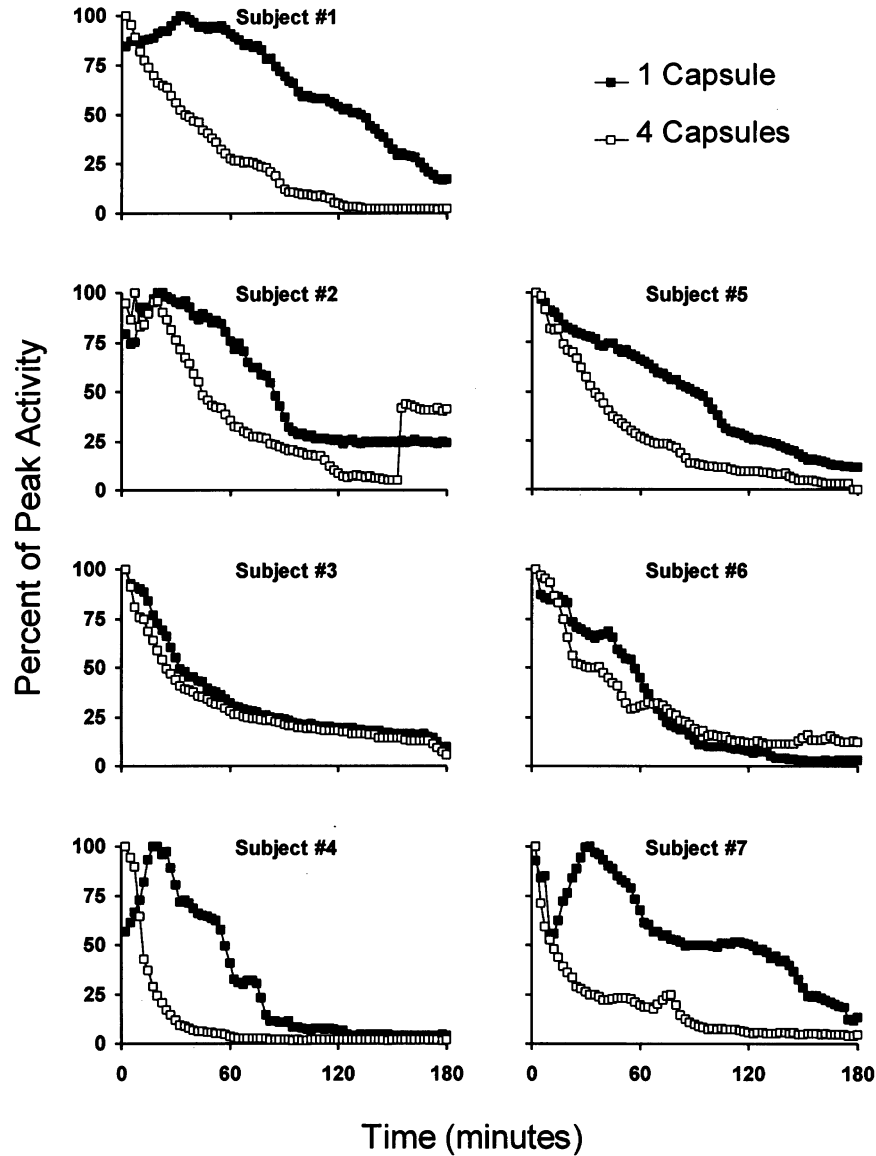 Subject #1
100
75
50
25
0
1 Capsule
4 Capsules
Subject #2
100
75
50
25
0
Subject #5
100
75
50
25
0
Percent of Peak Activity
Subject #3
100
75
50
25
0
Subject #6
100
75
50
25
0
Subject #4
100
75
50
25
0
0 60 120 180
Subject #7
100
75
50
25
0
0 60 120 180
Time (minutes)